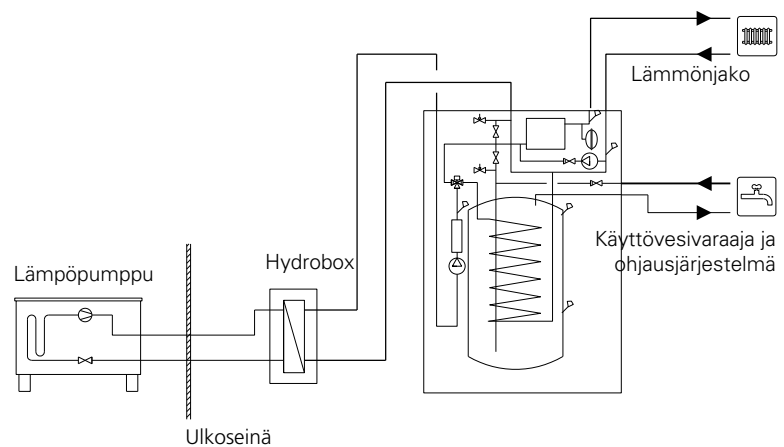 Lämmönjako
Käyttövesivaraaja ja
ohjausjärjestelmä
Hydrobox
Lämpöpumppu
Ulkoseinä